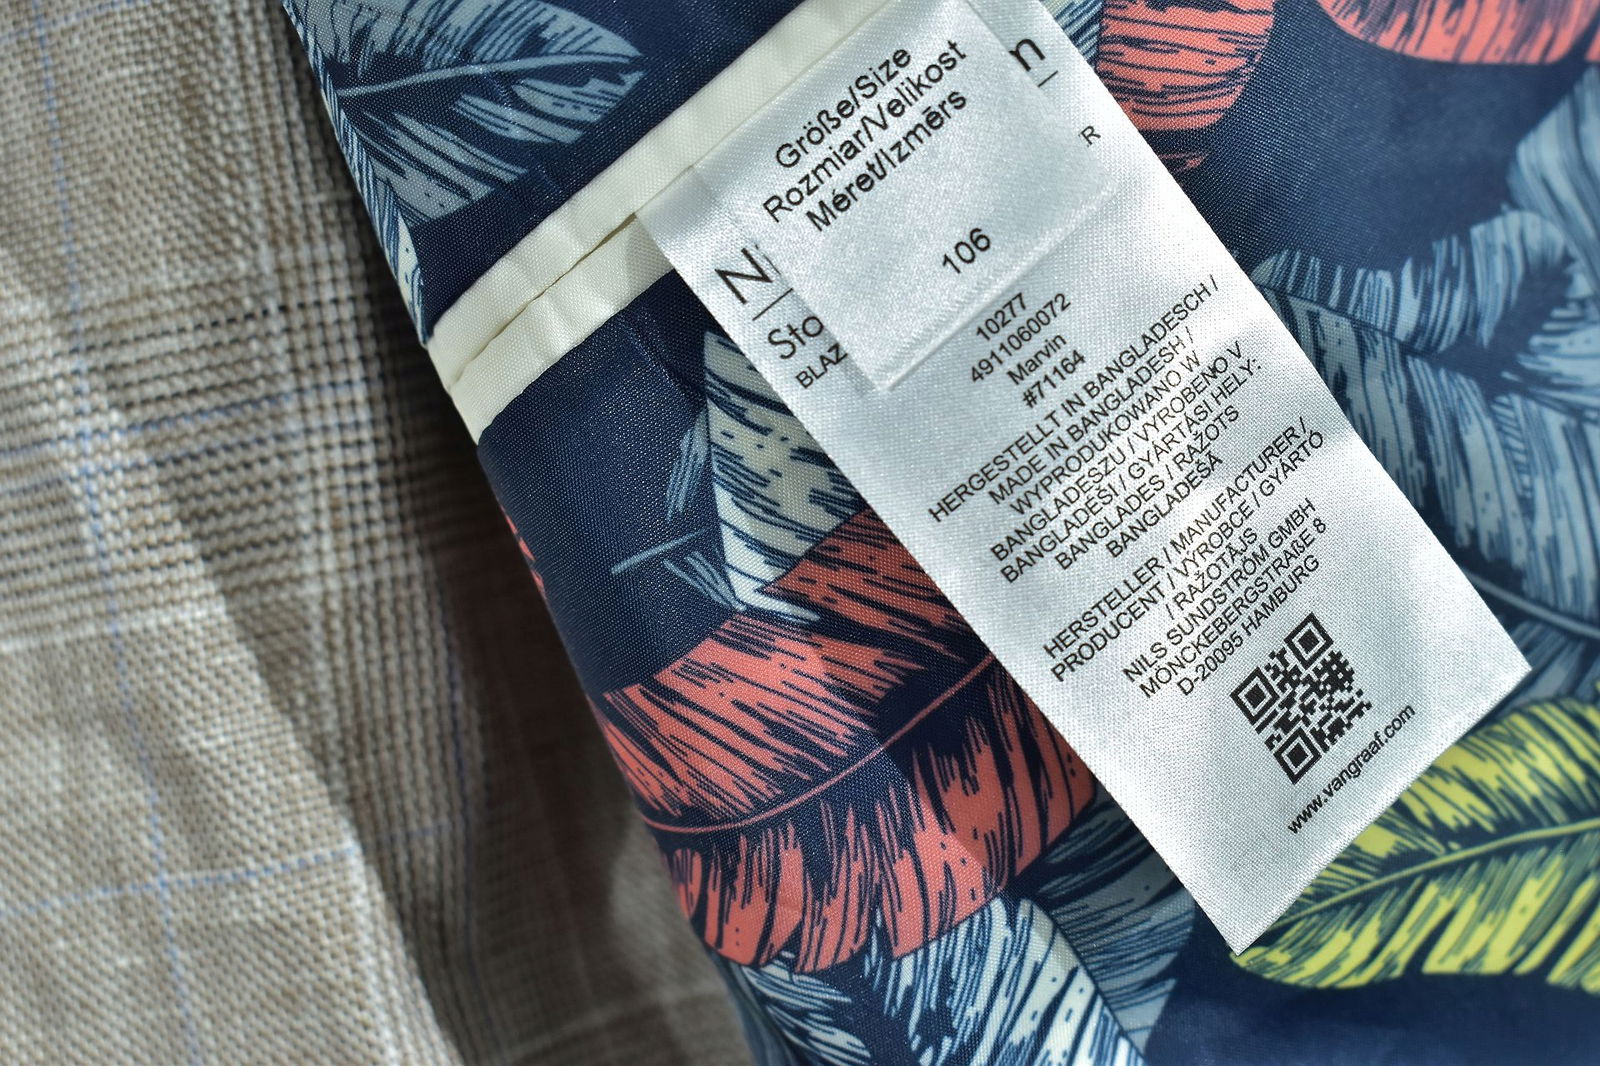 Größe/Size
Rozmiar/Velikost
Méret/Izmērs
106
n
R
N
Sto
BLAZ
10277
4911060072
Marvin
#71164
HERGESTELLT IN BANGLADESCH /
MADE IN BANGLADESH /
WYPRODUKOWANO W
BANGLADESZU / VYROBENO V
BANGLADÉŠI / GYÁRTÁSI HELY:
BANGLADES / RAŽOTS
BANGLADEŠĀ
HERSTELLER / MANUFACTURER /
PRODUCENT / VÝROBCE / GYÁRTÓ
/ RAŽOTĀJS
NILS SUNDSTRÖM GMBH
MÖNCKEBERGSTRAßE 8
D-20095 HAMBURG
www.vangraaf.com